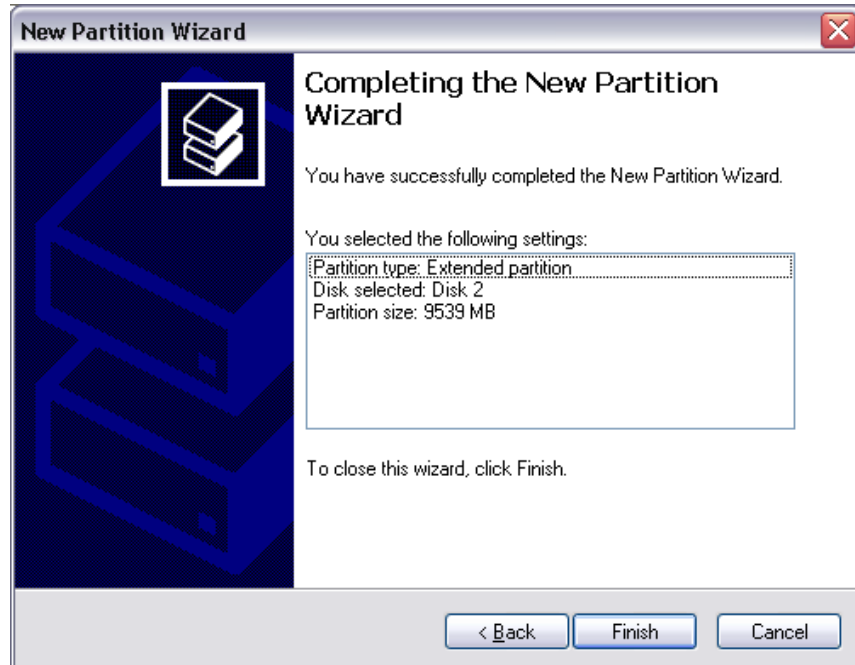 New Partition Wizard
Completing the New Partition
Wizard
You have successfully completed the New Partition Wizard.
You selected the following settings:
Partition type: Extended partition
Disk selected: Disk 2
Partition size: 9539 MB
To close this wizard, click Finish.
< Back
Finish
Cancel